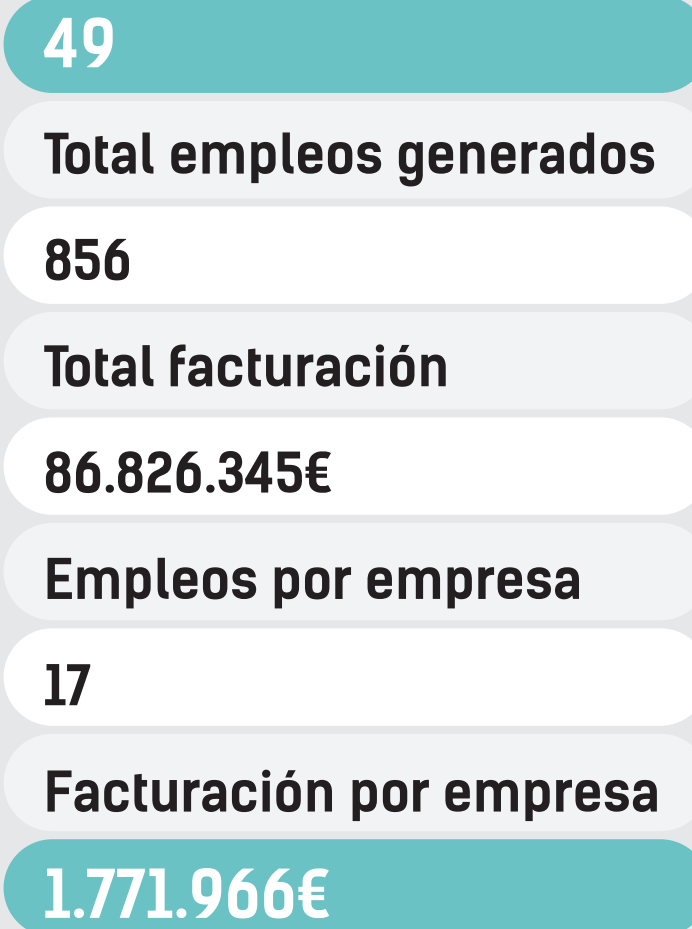 49
Total empleos generados
856
Total facturación
86.826.345€
Empleos por empresa
17
Facturación por empresa
1.771.966€